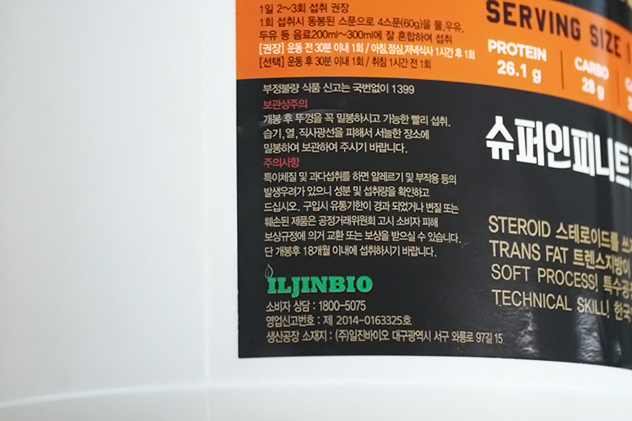 1일 2~3회 섭취 권장
1회 섭취시 동봉된 스푼으로 4스푼(60g)을 물,우유,
두유 등 음료200ml~300ml에 잘 혼합하여 섭취
[권장] 운동 전 30분 이내 1회 / 아침,점심,저녁식사 1시간 후 1회
[선택] 운동 후 30분 이내 1회 / 취침 1시간 전 1회
부정불량 식품 신고는 국번없이 1399
보관상주의
개봉 후 뚜껑을 꼭 밀봉하시고 가능한 빨리 섭취.
습기,열,직사광선을 피해서 서늘한 장소에
밀봉하여 보관하여 주시기 바랍니다.
주의사항
특이체질 및 과다섭취를 하면 알레르기 및 부작용 등의
발생우려가 있으니 성분 및 섭취량을 확인하고
드십시오. 구입시 유통기한이 경과 되었거나 변질 또는
훼손된 제품은 공정거래위원회 고시 소비자 피해
보상규정에 의거 교환 또는 보상을 받으실 수 있습니다.
단 개봉후 18개월 이내에 섭취하시기 바랍니다.
ILJINBIO
소비자 상담 : 1800-5075
영업신고번호 : 제 2014-0163325호
생산공장 소재지 : (주)일진바이오 대구광역시 서구 와룡로 97길 15
SERVING SIZE 1
PROTEIN
26.1 g
CARBO
28 g
슈퍼인피니트
STEROID 스테로이드를
TRANS FAT 트렌스지방이
SOFT PROCESS! 특수공
TECHNICAL SKILL! 한국